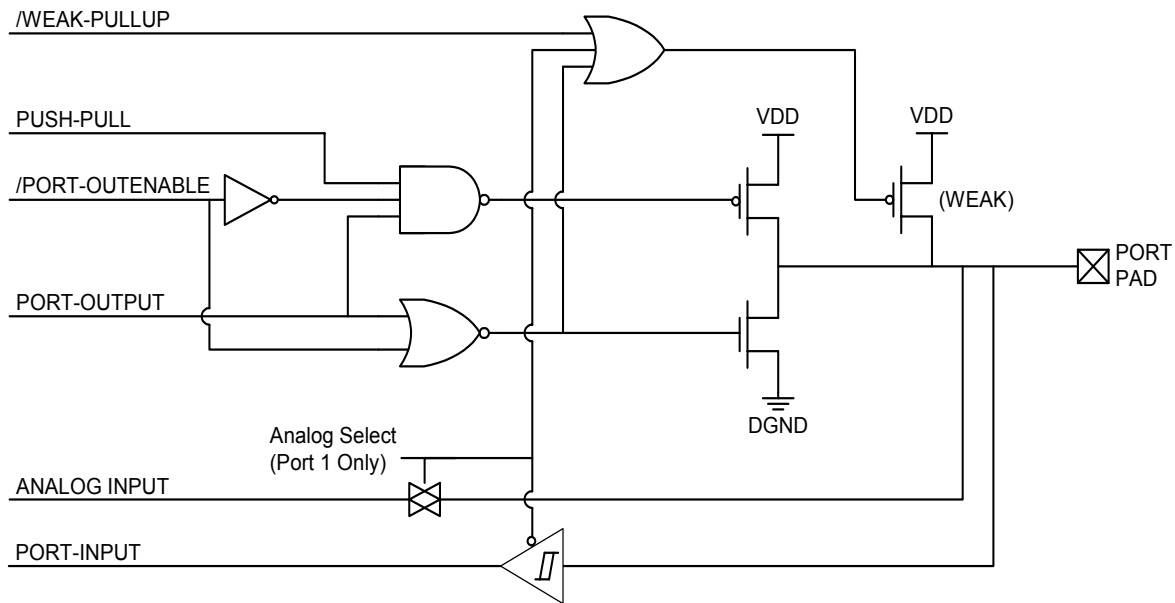 /WEAK-PULLUP
PUSH-PULL
VDD
VDD
/PORT-OUTENABLE
(WEAK)
PORT
PAD
PORT-OUTPUT
DGND
Analog Select
(Port 1 Only)
ANALOG INPUT
PORT-INPUT